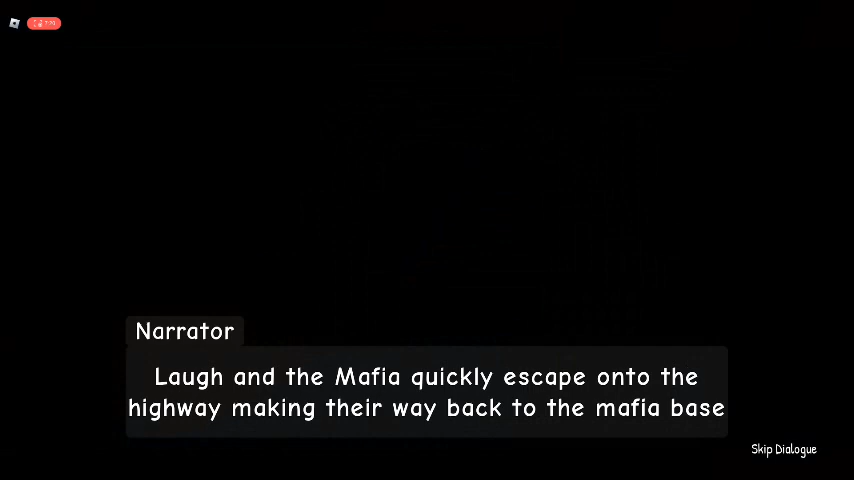 Narrator
Laugh and the Mafia quickly escape onto the
highway making their way back to the mafia base
Skip Dialogue